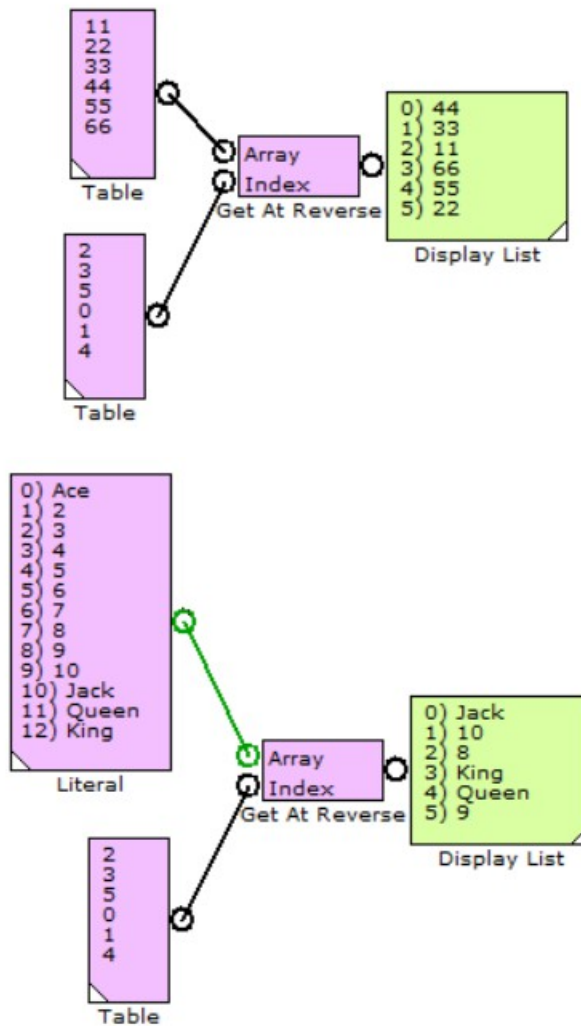 11
22
33
44
55
66
Table
Array
Index
Get At Reverse
0) 44
1) 33
2) 11
3) 66
4) 55
5) 22
Display List
2
3
5
0
1
4
Table
0) Ace
1) 2
2) 3
3) 4
4) 5
5) 6
6) 7
7) 8
8) 9
9) 10
10) Jack
11) Queen
12) King
Literal
Array
Index
Get At Reverse
0) Jack
1) 10
2) 8
3) King
4) Queen
5) 9
Display List
2
3
5
0
1
4
Table